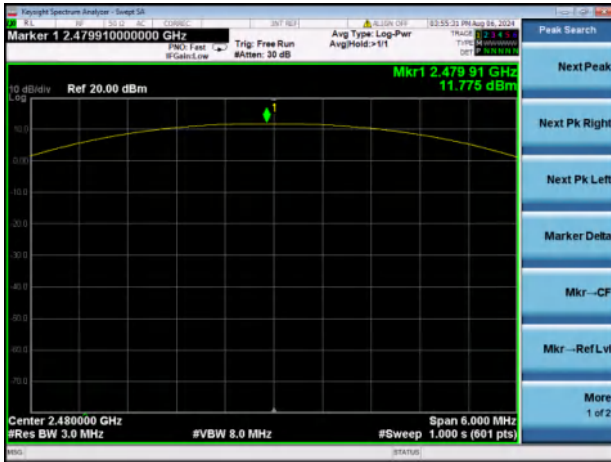 Keysight Spectrum Analyzer - Swept SA
RL RF 50 Ω AC CORREC INT REF ALIGN OFF 03:55:31 PM Aug 06, 2024
Marker 1 2.479910000000 GHz
PNO: Fast
IFGain:Low
Trig: Free Run
#Atten: 30 dB
Avg Type: Log-Pwr
Avg|Hold:>1/1
TRACE 1 2 3 4 5 6
TYPE M W W W W W
DET P N N N N N
Mkr1 2.479 91 GHz
11.775 dBm
10 dB/div Ref 20.00 dBm
Log
1
10.0
0.00
-10.0
-20.0
-30.0
-40.0
-50.0
-60.0
-70.0
Center 2.480000 GHz
#Res BW 3.0 MHz
#VBW 8.0 MHz
Span 6.000 MHz
#Sweep 1.000 s (601 pts)
MSG
STATUS
Peak Search
Next Peak
Next Pk Right
Next Pk Left
Marker Delta
Mkr→CF
Mkr→Ref Lvl
More
1 of 2